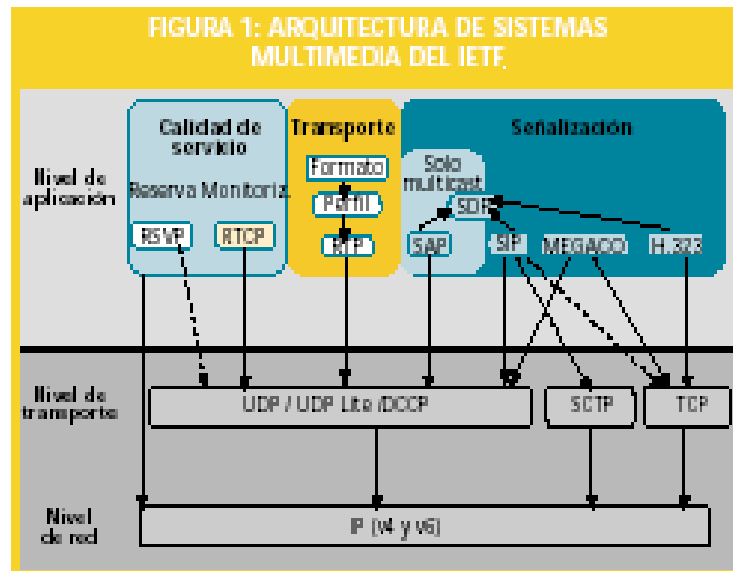 FIGURA 1: ARQUITECTURA DE SISTEMAS
MULTIMEDIA DEL IETF.
Calidad de
servicio
Transporte
Señalización
Nivel de
aplicación
Reserva Monitoriz.
Formato
Perfil
Solo
multicast
SDP
RSVP
RTCP
RTP
SAP
SIP
MEGACO
H.323
Nivel de
transporte
UDP / UDP Lite /DCCP
SCTP
TCP
Nivel
de red
IP (v4 y v6)